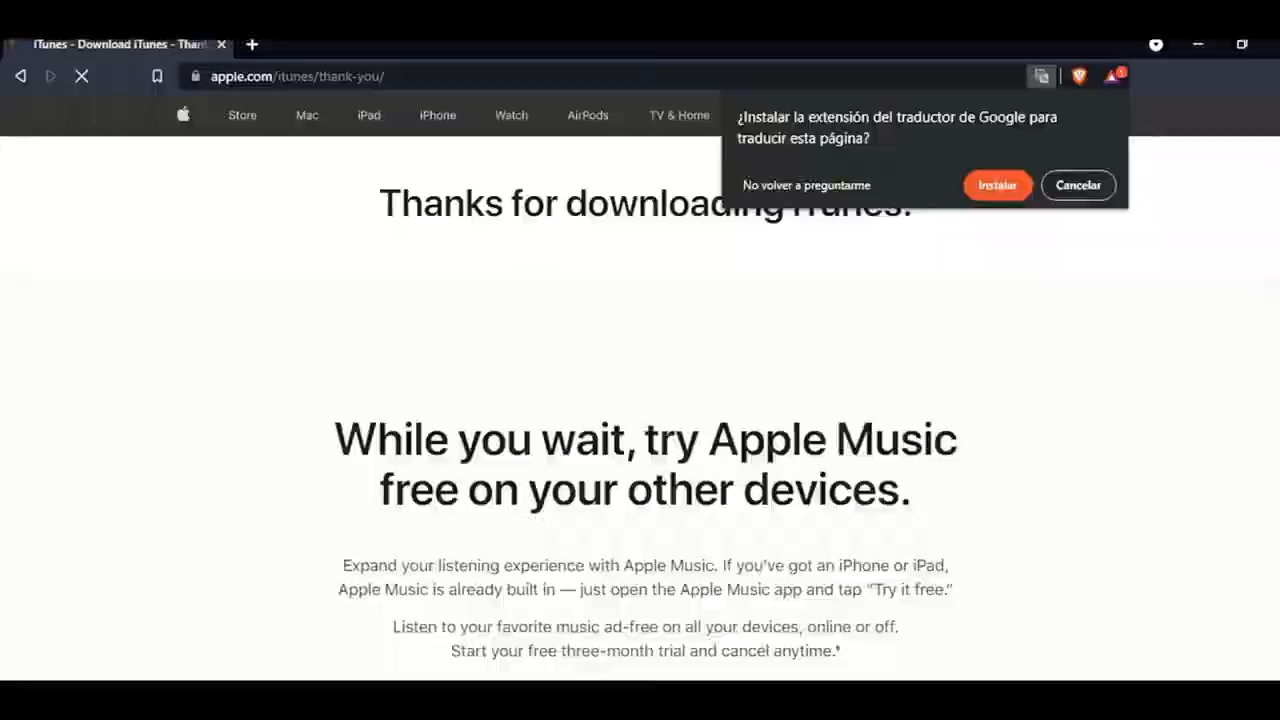 iTunes - Download iTunes - Than
apple.com/itunes/thank-you/
1
Store Mac iPad iPhone Watch AirPods TV & Home
¿Instalar la extensión del traductor de Google para
traducir esta página?
No volver a preguntarme Instalar Cancelar
Thanks for downloading iTunes.
While you wait, try Apple Music
free on your other devices.
Expand your listening experience with Apple Music. If you've got an iPhone or iPad,
Apple Music is already built in — just open the Apple Music app and tap “Try it free.”
Listen to your favorite music ad-free on all your devices, online or off.
Start your free three-month trial and cancel anytime.*